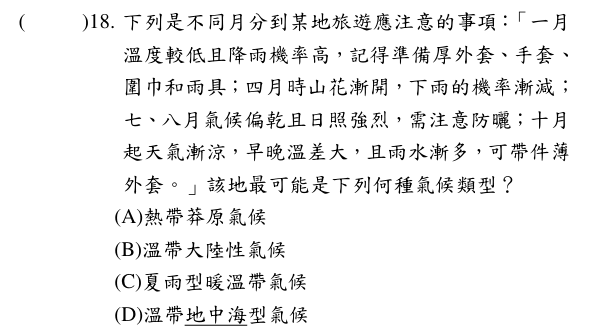 (　　)18. 下列是不同月分到某地旅遊應注意的事項：「一月
溫度較低且降雨機率高，記得準備厚外套、手套、
圍巾和雨具；四月時山花漸開，下雨的機率漸減；
七、八月氣候偏乾且日照強烈，需注意防曬；十月
起天氣漸涼，早晚溫差大，且雨水漸多，可帶件薄
外套。」該地最可能是下列何種氣候類型？
(A)熱帶莽原氣候
(B)溫帶大陸性氣候
(C)夏雨型暖溫帶氣候
(D)溫帶地中海型氣候